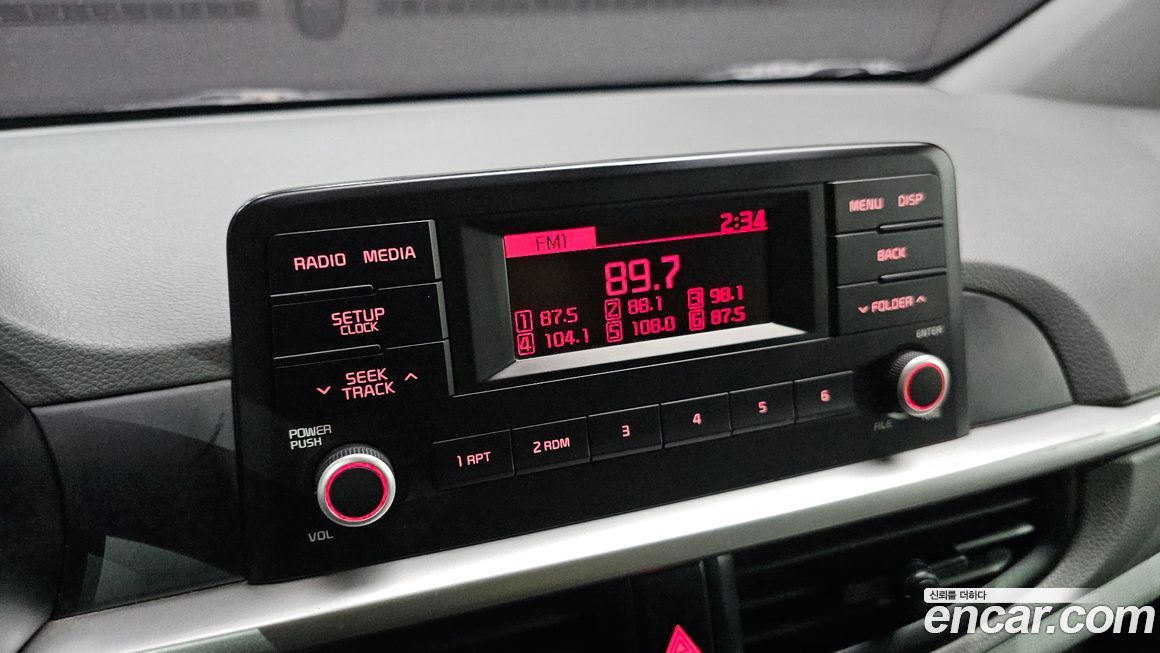 FM1 2:34
89.7
1 87.5 2 88.1 3 98.1
4 104.1 5 108.0 6 87.5
RADIO MEDIA
SETUP
CLOCK
SEEK
TRACK
POWER
PUSH
VOL
1 RPT 2 RDM 3 4 5 6
MENU DISP
BACK
FOLDER
ENTER
FILE TUNE
신뢰를 더하다
encar.com